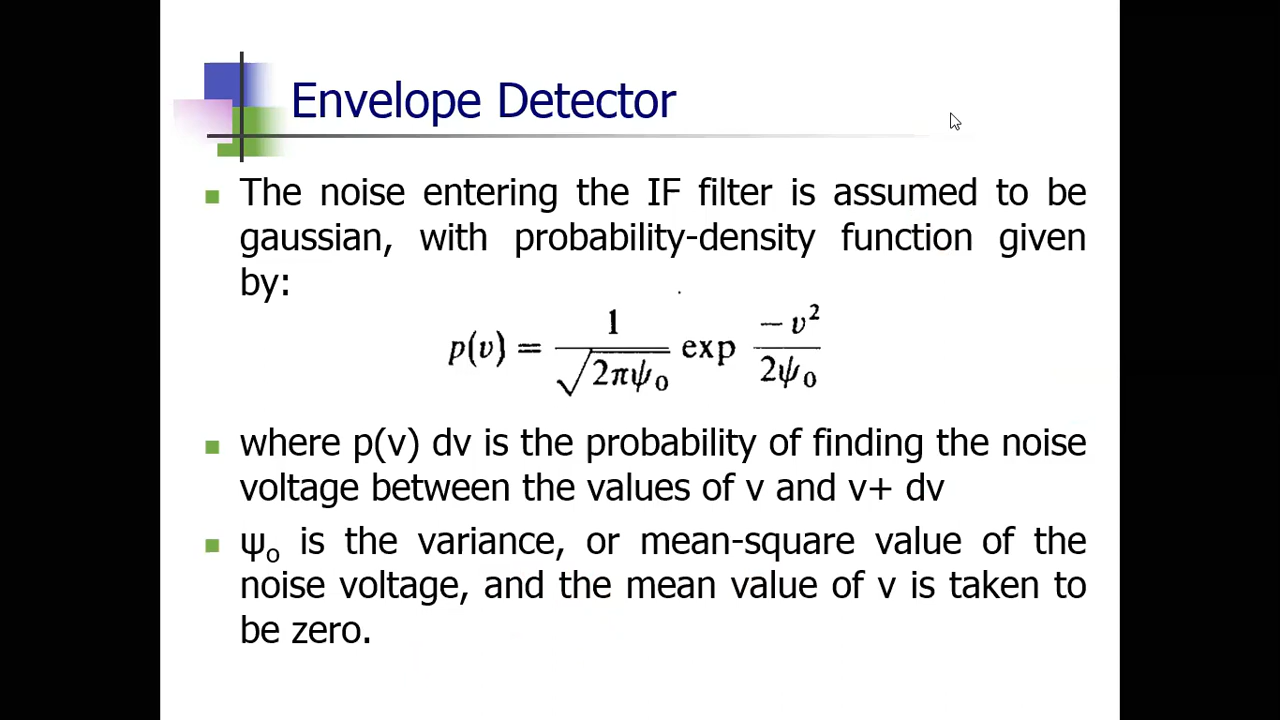 Envelope Detector
The noise entering the IF filter is assumed to be
gaussian, with probability-density function given
by:
p(v) = 1/√2πψ₀ exp −v²/2ψ₀
where p(v) dv is the probability of finding the noise
voltage between the values of v and v+ dv
ψₒ is the variance, or mean-square value of the
noise voltage, and the mean value of v is taken to
be zero.